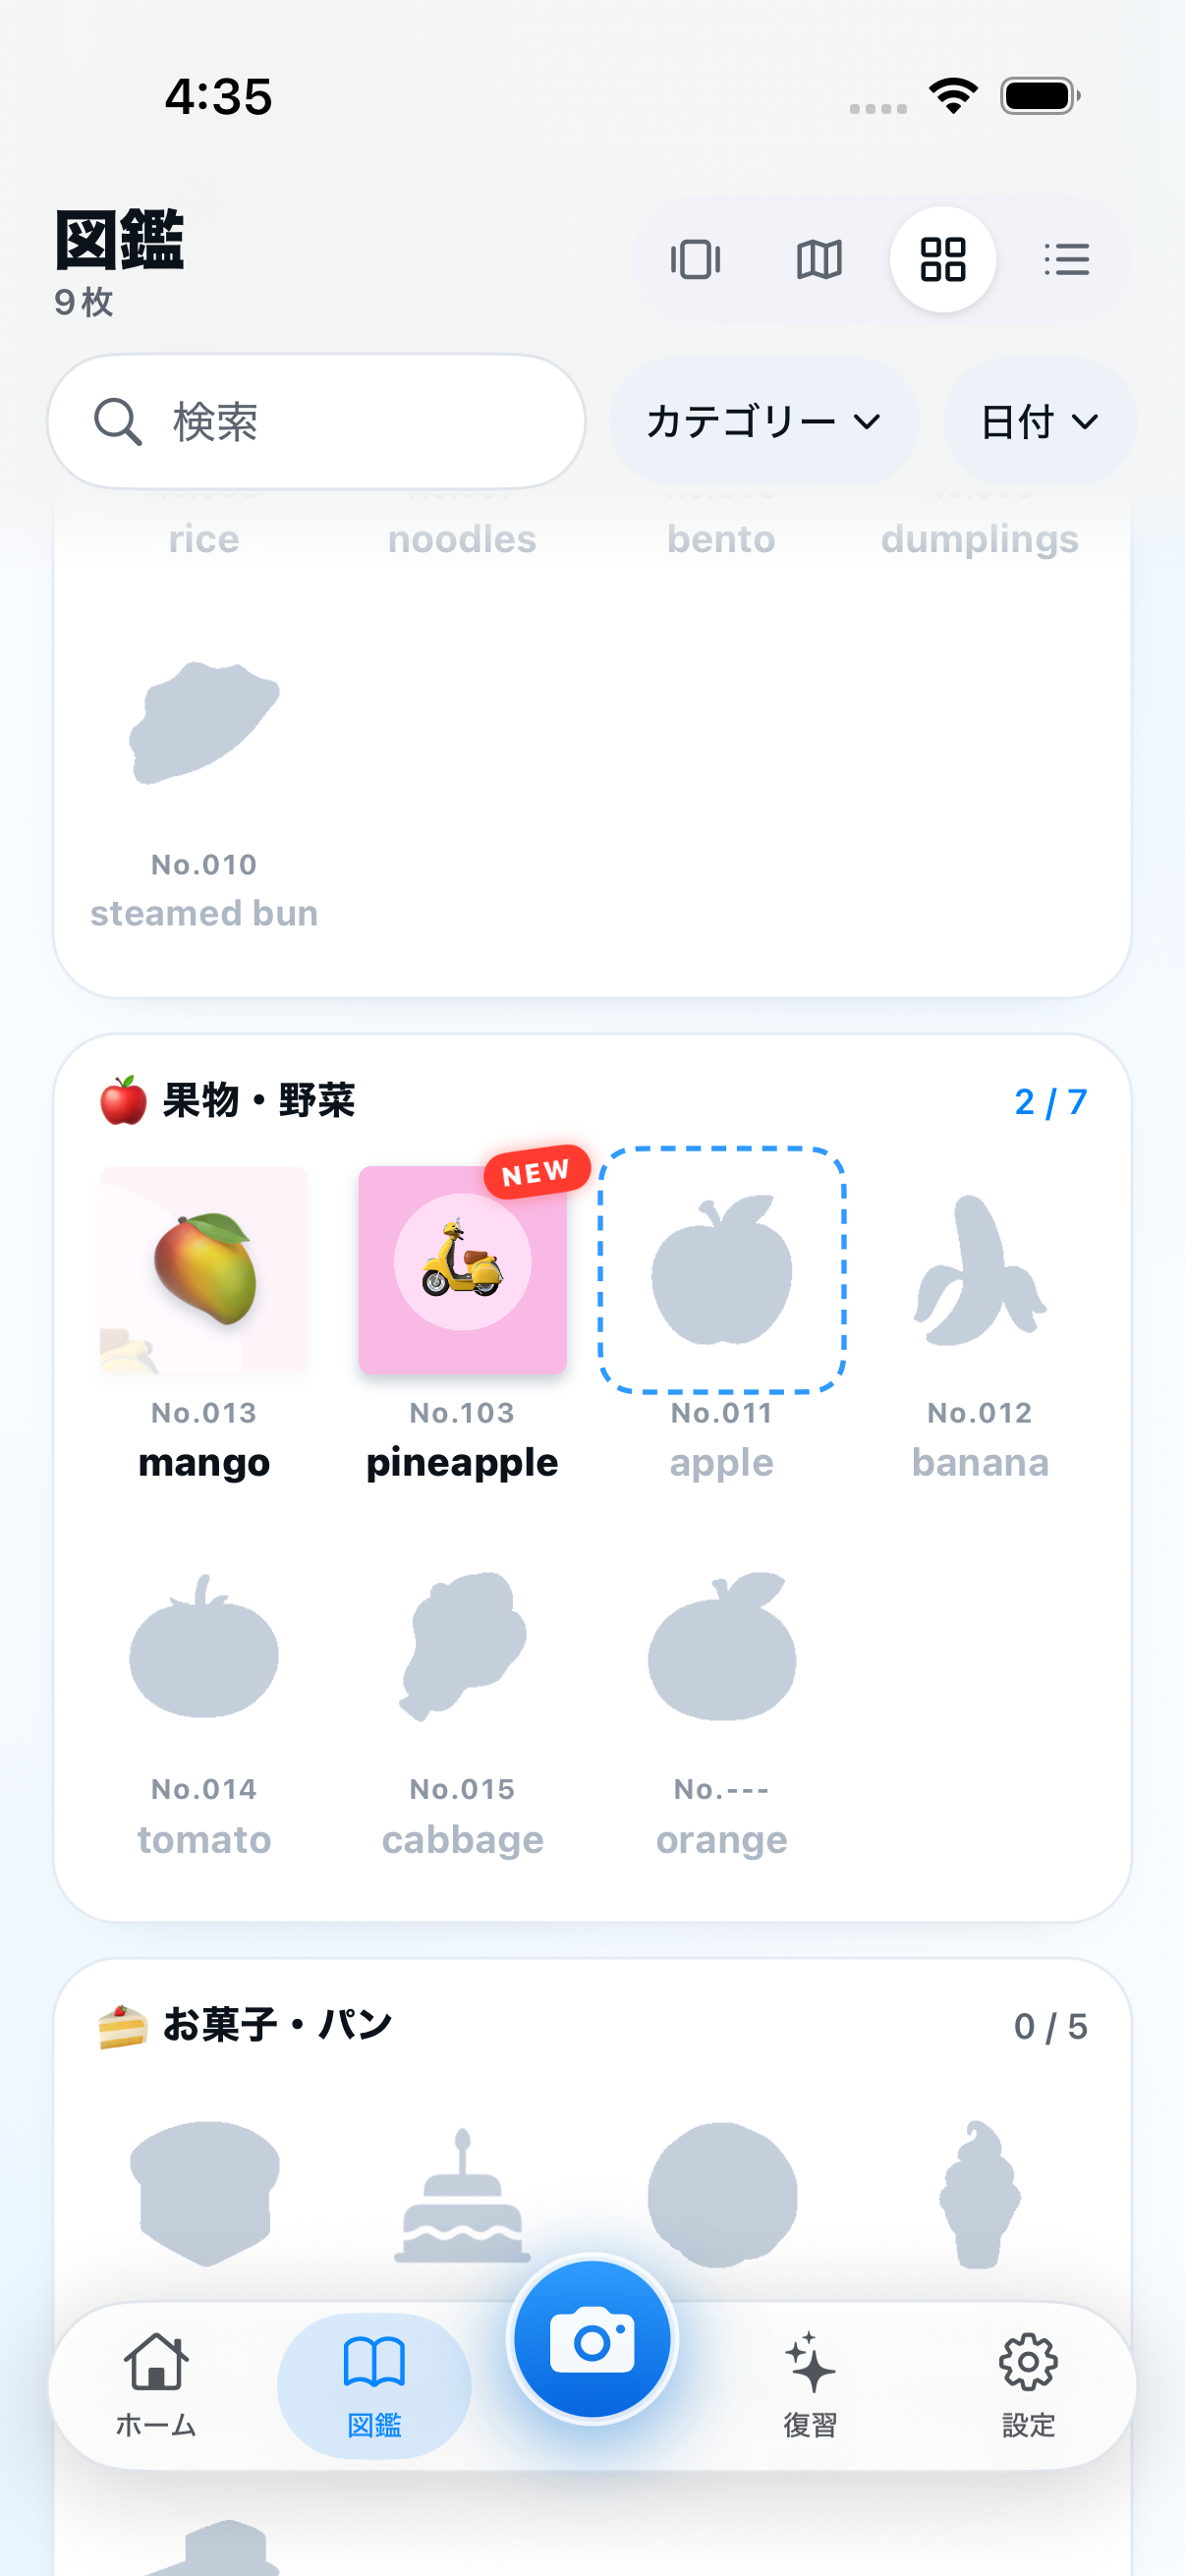 4:35
図鑑
9枚
検索
カテゴリー
日付
rice noodles bento dumplings
No.010
steamed bun
果物・野菜
2 / 7
NEW
No.013 No.103 No.011 No.012
mango pineapple apple banana
No.014 No.015 No.---
tomato cabbage orange
お菓子・パン
0 / 5
ホーム 図鑑 復習 設定